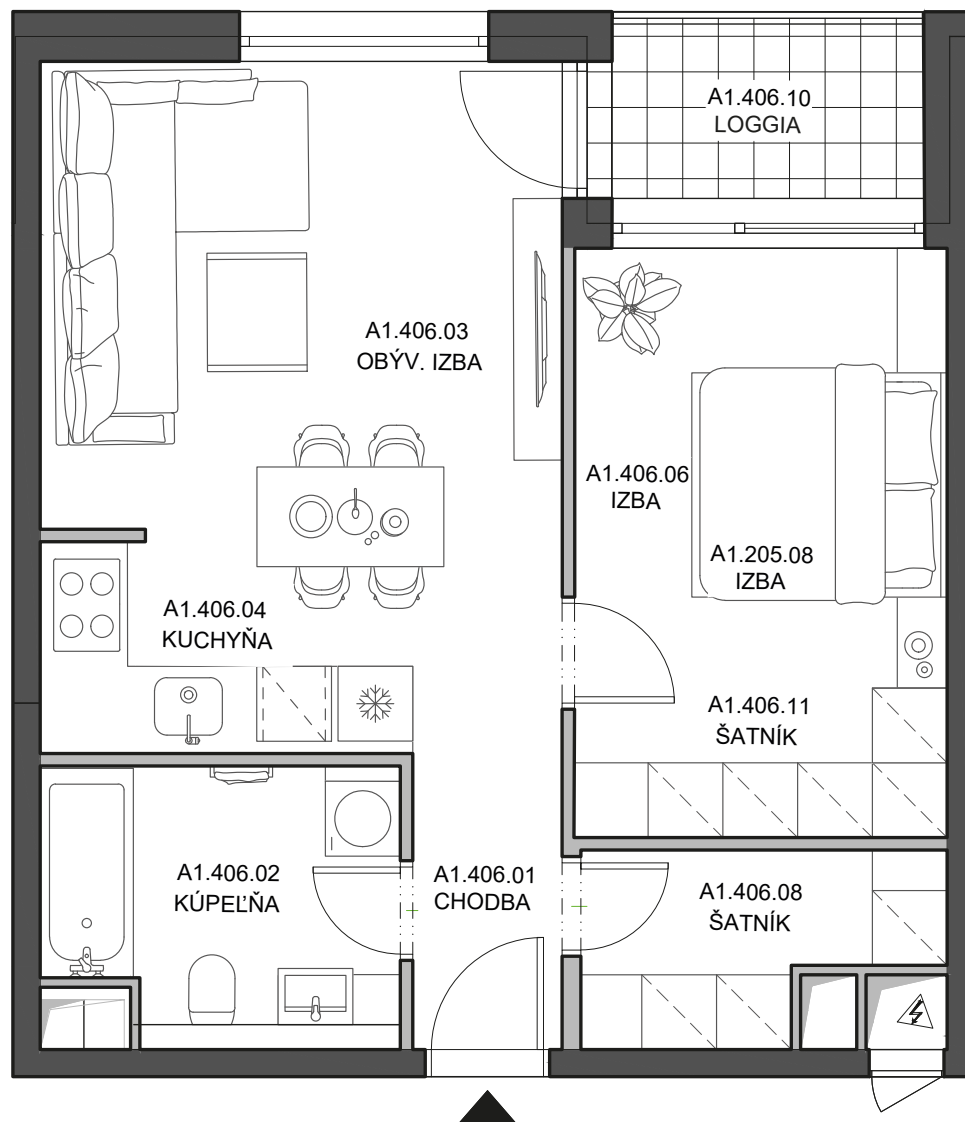 A1.406.10
LOGGIA
A1.406.03
OBÝV. IZBA
A1.406.06
IZBA
A1.205.08
IZBA
A1.406.04
KUCHYŇA
A1.406.11
ŠATNÍK
A1.406.02
KÚPEĽŇA
A1.406.01
CHODBA
A1.406.08
ŠATNÍK